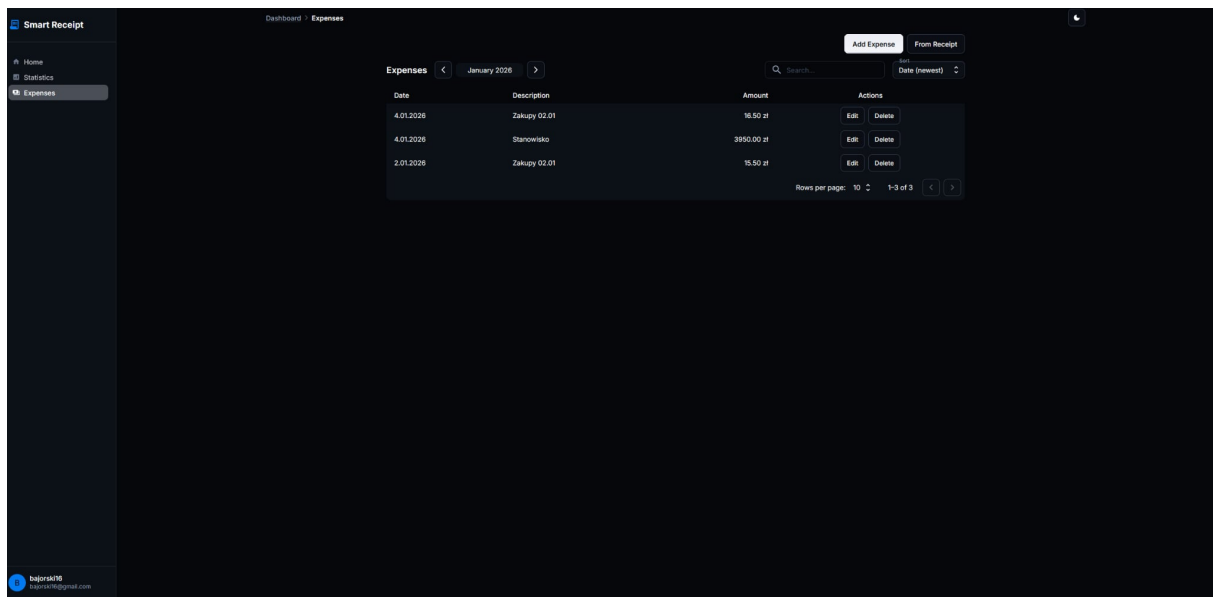 Smart Receipt
Home
Statistics
Expenses
Dashboard > Expenses
Add Expense From Receipt
Expenses < January 2026 > Search... Sort Date (newest)
Date Description Amount Actions
4.01.2026 Zakupy 02.01 16.50 zł Edit Delete
4.01.2026 Stanowisko 3950.00 zł Edit Delete
2.01.2026 Zakupy 02.01 15.50 zł Edit Delete
Rows per page: 10 1–3 of 3 < >
B bajorski16
bajorski16@gmail.com